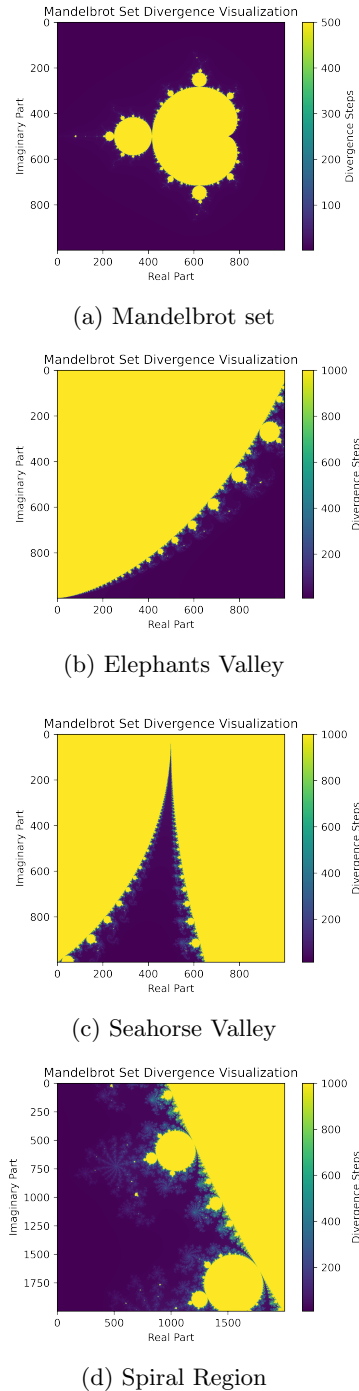 Mandelbrot Set Divergence Visualization
0
200
400
600
800
Imaginary Part
0 200 400 600 800
Real Part
500
400
300
200
100
Divergence Steps
(a) Mandelbrot set
Mandelbrot Set Divergence Visualization
0
200
400
600
800
Imaginary Part
0 200 400 600 800
Real Part
1000
800
600
400
200
Divergence Steps
(b) Elephants Valley
Mandelbrot Set Divergence Visualization
0
200
400
600
800
Imaginary Part
0 200 400 600 800
Real Part
1000
800
600
400
200
Divergence Steps
(c) Seahorse Valley
Mandelbrot Set Divergence Visualization
0
250
500
750
1000
1250
1500
1750
Imaginary Part
0 500 1000 1500
Real Part
1000
800
600
400
200
Divergence Steps
(d) Spiral Region